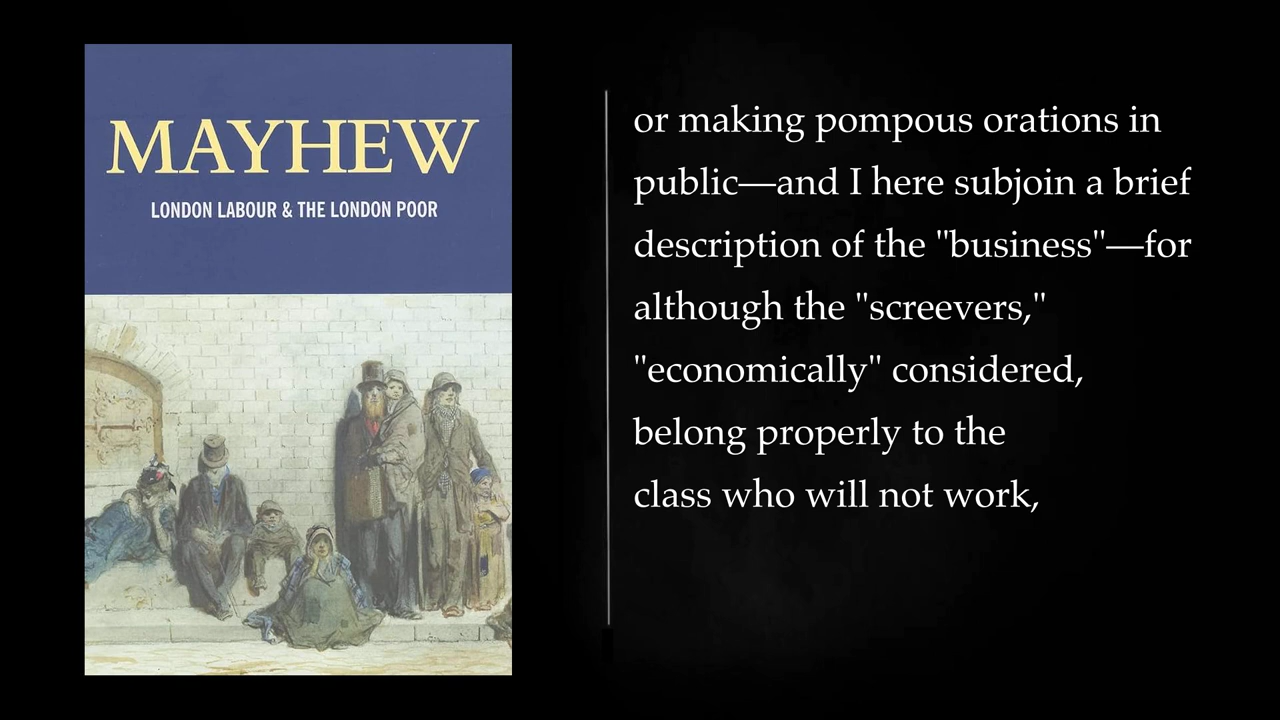 MAYHEW
LONDON LABOUR & THE LONDON POOR
or making pompous orations in
public—and I here subjoin a brief
description of the "business"—for
although the "screevers,"
"economically" considered,
belong properly to the
class who will not work,